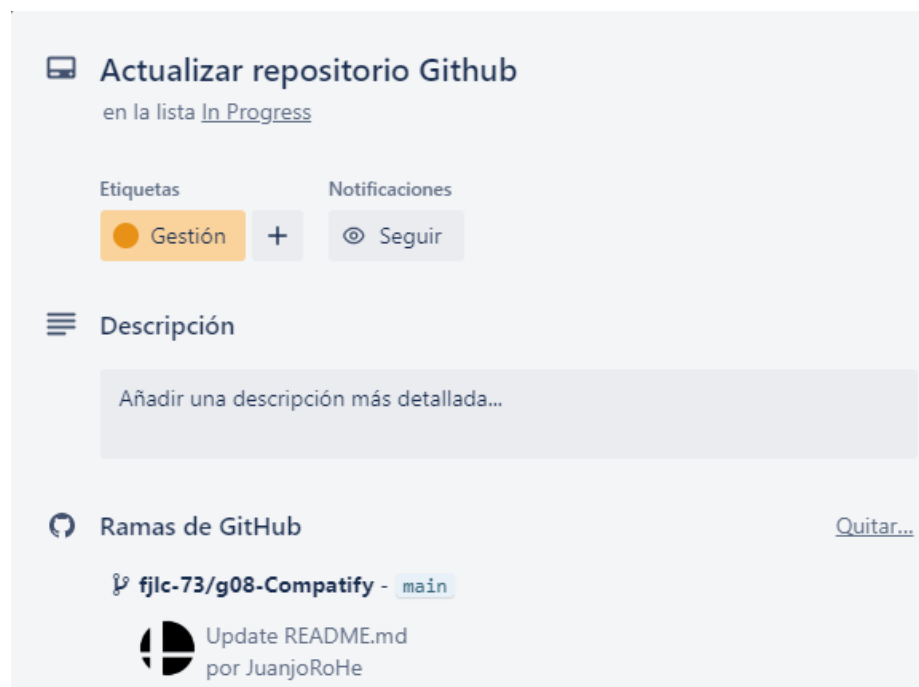 Actualizar repositorio Github
en la lista In Progress
Etiquetas Notificaciones
Gestión + Seguir
Descripción
Añadir una descripción más detallada...
Ramas de GitHub Quitar...
fjlc-73/g08-Compatify - main
Update README.md
por JuanjoRoHe